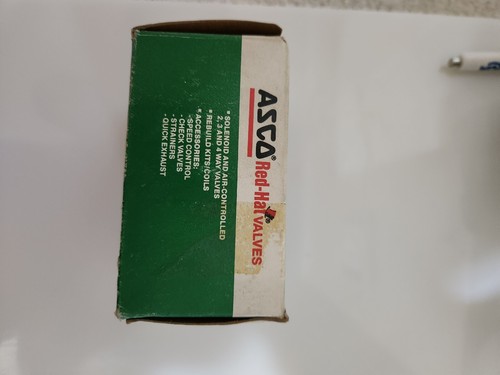 ASCO® Red-Hat® VALVES
* SOLENOID AND AIR-CONTROLLED
2, 3 AND 4 WAY VALVES
* REBUILD KITS/COILS
* ACCESSORIES:
- SPEED CONTROL
- CHECK VALVES
- STRAINERS
- QUICK EXHAUST